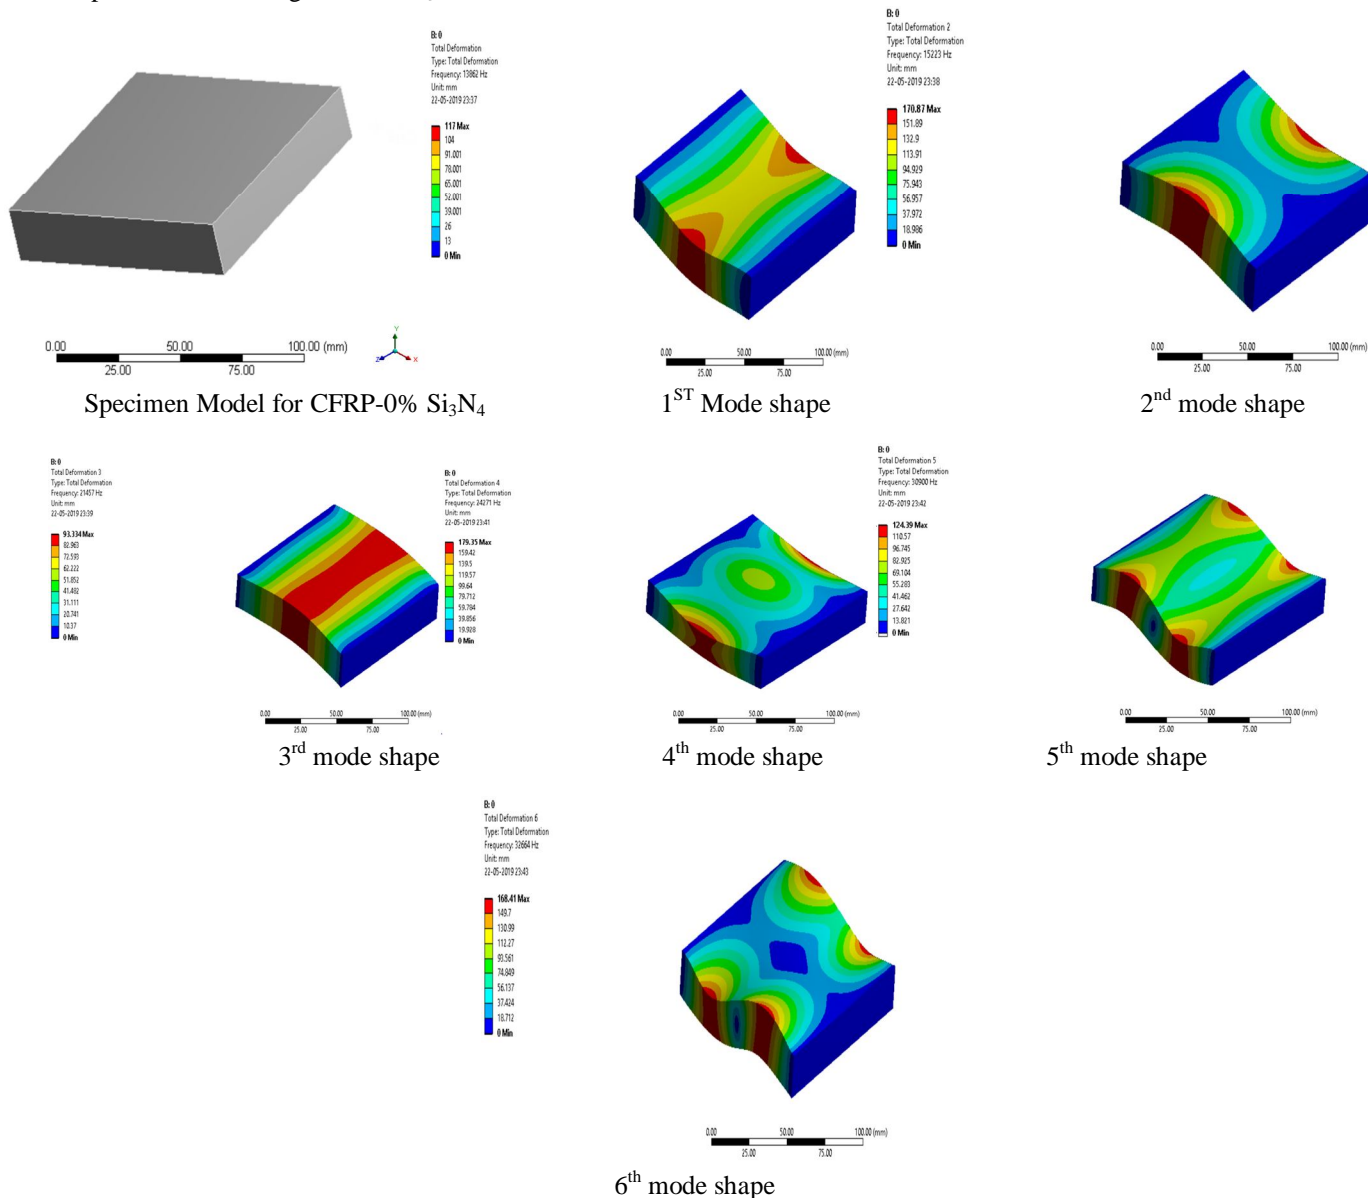 B: 0
Total Deformation
Type: Total Deformation
Frequency: 13862 Hz
Unit: mm
22-05-2019 23:37
117 Max
104
91.001
78.001
65.001
52.001
39.001
26
13
0 Min
0.00 50.00 100.00 (mm)
25.00 75.00
Y
Z X
Specimen Model for CFRP-0% Si₃N₄
0.00 50.00 100.00 (mm)
25.00 75.00
1ST Mode shape
B: 0
Total Deformation 2
Type: Total Deformation
Frequency: 15223 Hz
Unit: mm
22-05-2019 23:38
170.87 Max
151.89
132.9
113.91
94.929
75.943
56.957
37.972
18.986
0 Min
0.00 50.00 100.00 (mm)
25.00 75.00
2nd mode shape
B: 0
Total Deformation 3
Type: Total Deformation
Frequency: 21457 Hz
Unit: mm
22-05-2019 23:39
93.334 Max
82.963
72.593
62.222
51.852
41.482
31.111
20.741
10.37
0 Min
0.00 50.00 100.00 (mm)
25.00 75.00
3rd mode shape
B: 0
Total Deformation 4
Type: Total Deformation
Frequency: 24271 Hz
Unit: mm
22-05-2019 23:41
179.35 Max
159.42
139.5
119.57
99.64
79.712
59.784
39.856
19.928
0 Min
0.00 50.00 100.00 (mm)
25.00 75.00
4th mode shape
B: 0
Total Deformation 5
Type: Total Deformation
Frequency: 30900 Hz
Unit: mm
22-05-2019 23:42
124.39 Max
110.57
96.745
82.925
69.104
55.283
41.462
27.642
13.821
0 Min
0.00 50.00 100.00 (mm)
25.00 75.00
5th mode shape
B: 0
Total Deformation 6
Type: Total Deformation
Frequency: 32664 Hz
Unit: mm
22-05-2019 23:43
168.41 Max
149.7
130.99
112.27
93.561
74.849
56.137
37.424
18.712
0 Min
0.00 50.00 100.00 (mm)
25.00 75.00
6th mode shape